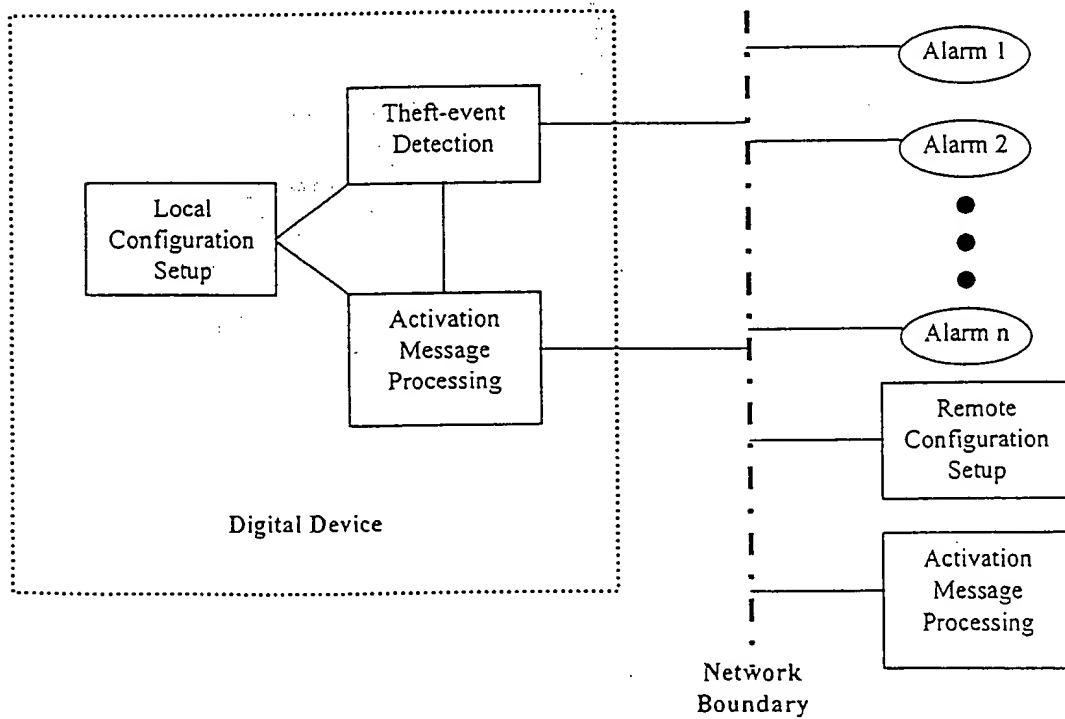 Theft-event
Detection
Local
Configuration
Setup
Activation
Message
Processing
Digital Device
Alarm 1
Alarm 2
Alarm n
Remote
Configuration
Setup
Activation
Message
Processing
Network
Boundary